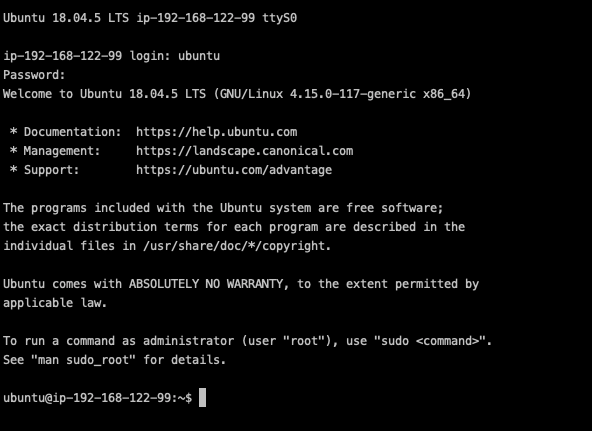 Ubuntu 18.04.5 LTS ip-192-168-122-99 ttyS0
ip-192-168-122-99 login: ubuntu
Password:
Welcome to Ubuntu 18.04.5 LTS (GNU/Linux 4.15.0-117-generic x86_64)
* Documentation:  https://help.ubuntu.com
* Management:     https://landscape.canonical.com
* Support:        https://ubuntu.com/advantage
The programs included with the Ubuntu system are free software;
the exact distribution terms for each program are described in the
individual files in /usr/share/doc/*/copyright.
Ubuntu comes with ABSOLUTELY NO WARRANTY, to the extent permitted by
applicable law.
To run a command as administrator (user "root"), use "sudo <command>".
See "man sudo_root" for details.
ubuntu@ip-192-168-122-99:~$